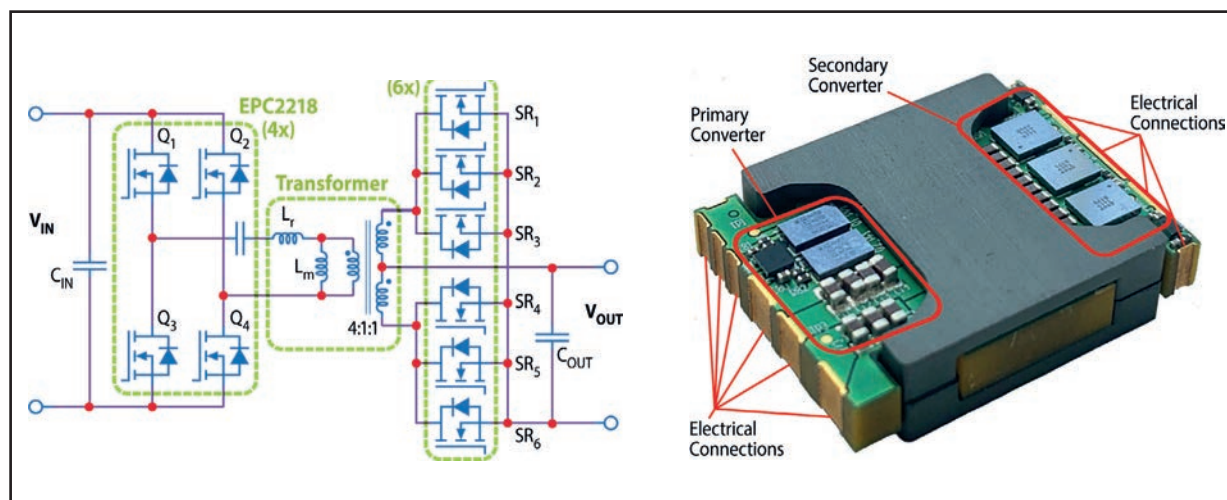 EPC2218
(4x)
(6x)
Q1
Q2
Q3
Q4
VIN
CIN
Transformer
Lr
Lm
4:1:1
SR1
SR2
SR3
SR4
SR5
SR6
COUT
VOUT
Secondary
Converter
Primary
Converter
Electrical
Connections
Electrical
Connections